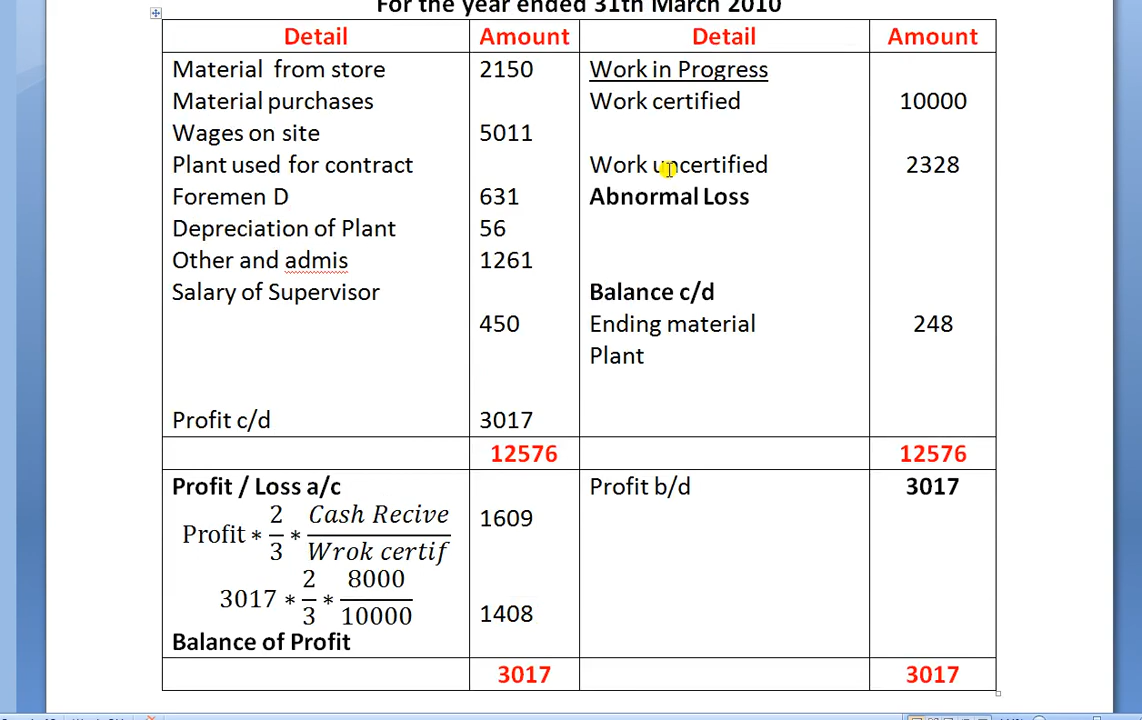 For the year ended 31th March 2010
Detail Amount Detail Amount
Material from store 2150 Work in Progress
Material purchases Work certified 10000
Wages on site 5011
Plant used for contract Work uncertified 2328
Foremen D 631 Abnormal Loss
Depreciation of Plant 56
Other and admis 1261
Salary of Supervisor Balance c/d
450 Ending material 248
Plant
Profit c/d 3017
12576 12576
Profit / Loss a/c Profit b/d 3017
Profit * 2/3 * Cash Recive/Wrok certif 1609
3017 * 2/3 * 8000/10000 1408
Balance of Profit
3017 3017